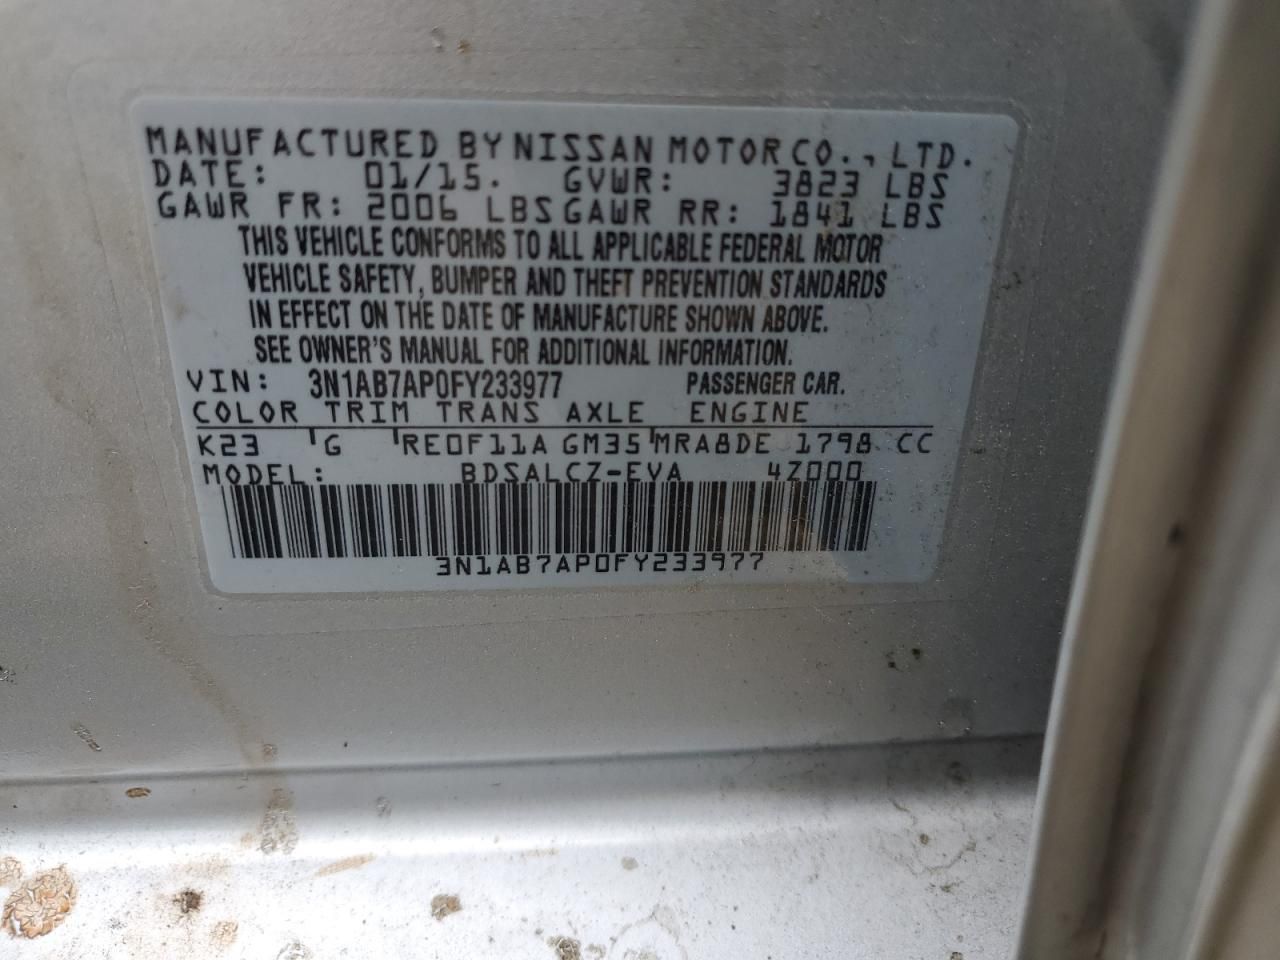 MANUFACTURED BY NISSAN MOTOR CO., LTD.
DATE: 01/15. GVWR: 3823 LBS
GAWR FR: 2006 LBS GAWR RR: 1841 LBS
THIS VEHICLE CONFORMS TO ALL APPLICABLE FEDERAL MOTOR
VEHICLE SAFETY, BUMPER AND THEFT PREVENTION STANDARDS
IN EFFECT ON THE DATE OF MANUFACTURE SHOWN ABOVE.
SEE OWNER'S MANUAL FOR ADDITIONAL INFORMATION.
VIN: 3N1AB7AP0FY233977 PASSENGER CAR.
COLOR TRIM TRANS AXLE ENGINE
K23 G RE0F11A GM35 MRA8DE 1798 CC
MODEL: BDSALCZ-EVA 4Z000
3N1AB7AP0FY233977